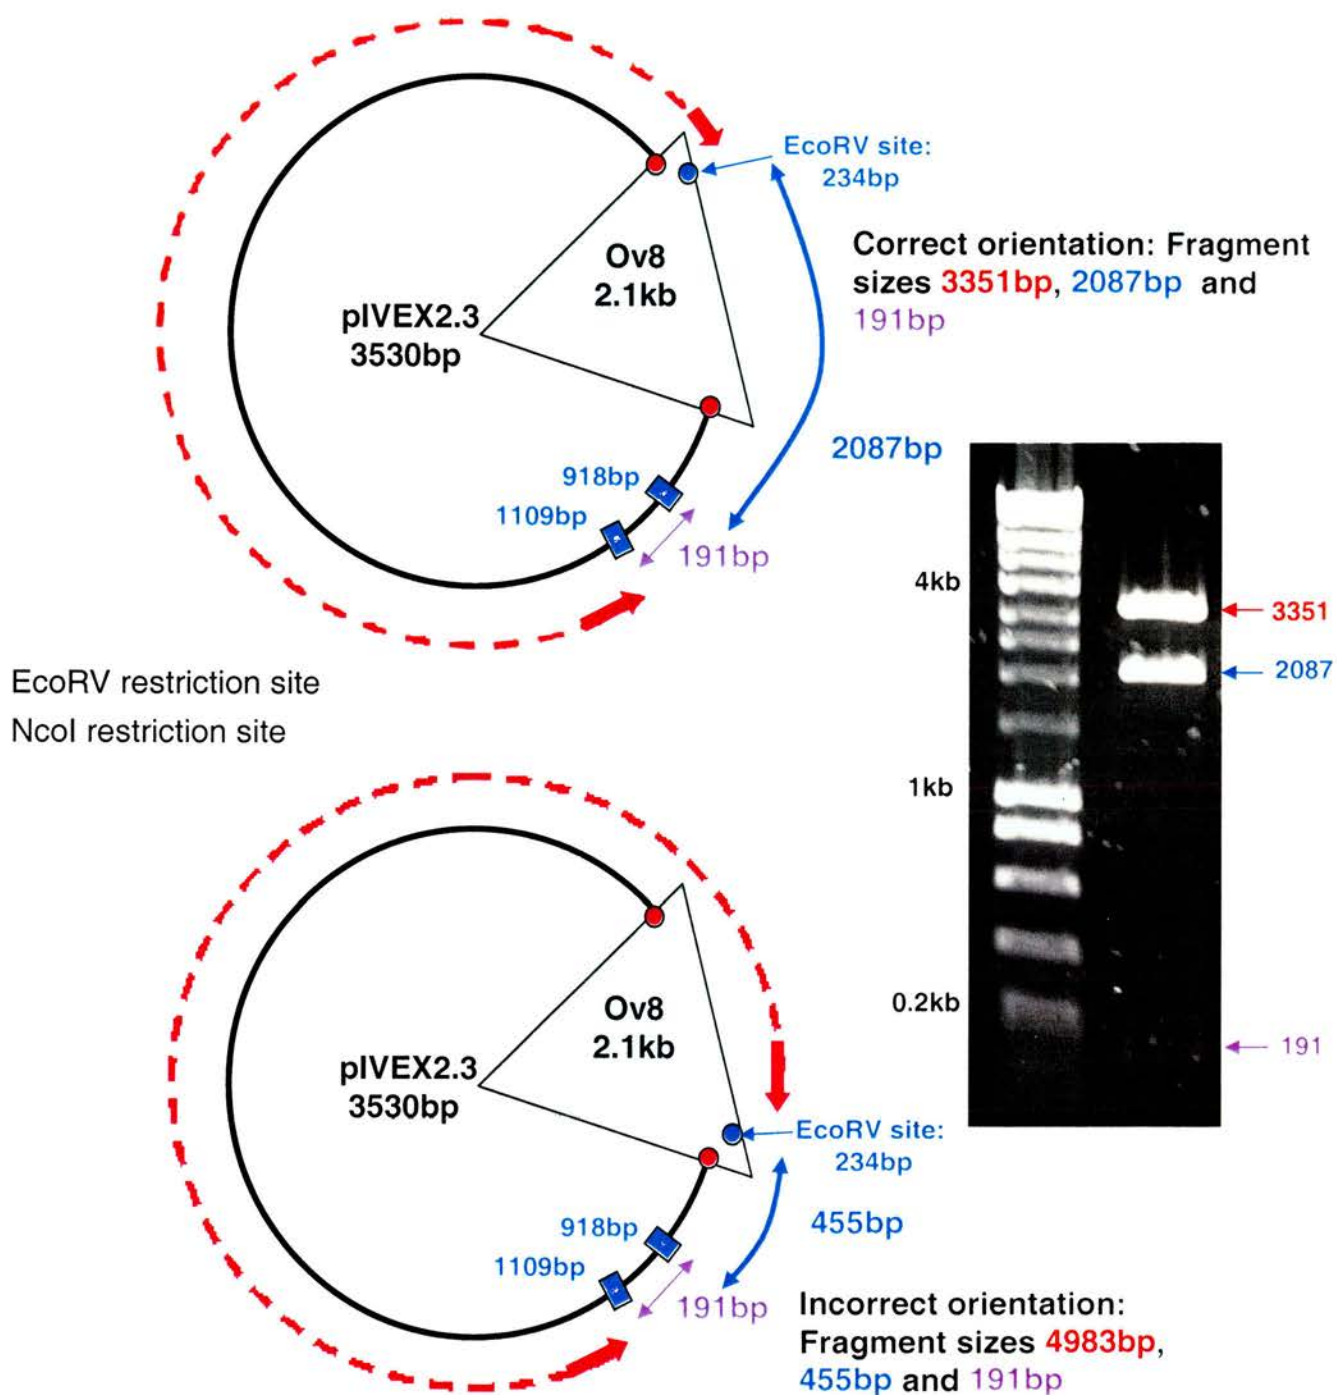 EcoRV site:
234bp
Ov8
2.1kb
pIVEX2.3
3530bp
Correct orientation: Fragment
sizes 3351bp, 2087bp and
191bp
2087bp
918bp
1109bp
191bp
4kb
3351
2087
EcoRV restriction site
NcoI restriction site
1kb
0.2kb
191
Ov8
2.1kb
pIVEX2.3
3530bp
EcoRV site:
234bp
455bp
918bp
1109bp
191bp
Incorrect orientation:
Fragment sizes 4983bp,
455bp and 191bp